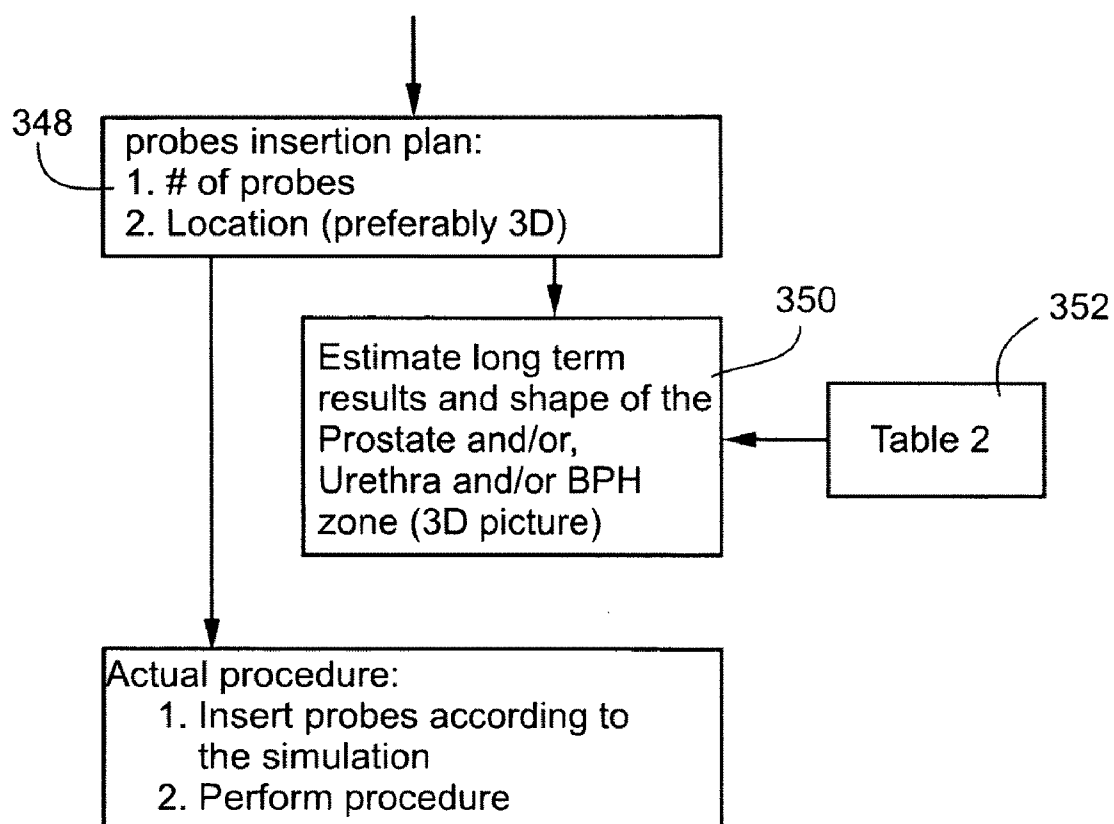 348
probes insertion plan:
1. # of probes
2. Location (preferably 3D)
350
352
Estimate long term
results and shape of the
Prostate and/or,
Urethra and/or BPH
zone (3D picture)
Table 2
Actual procedure:
1. Insert probes according to
the simulation
2. Perform procedure